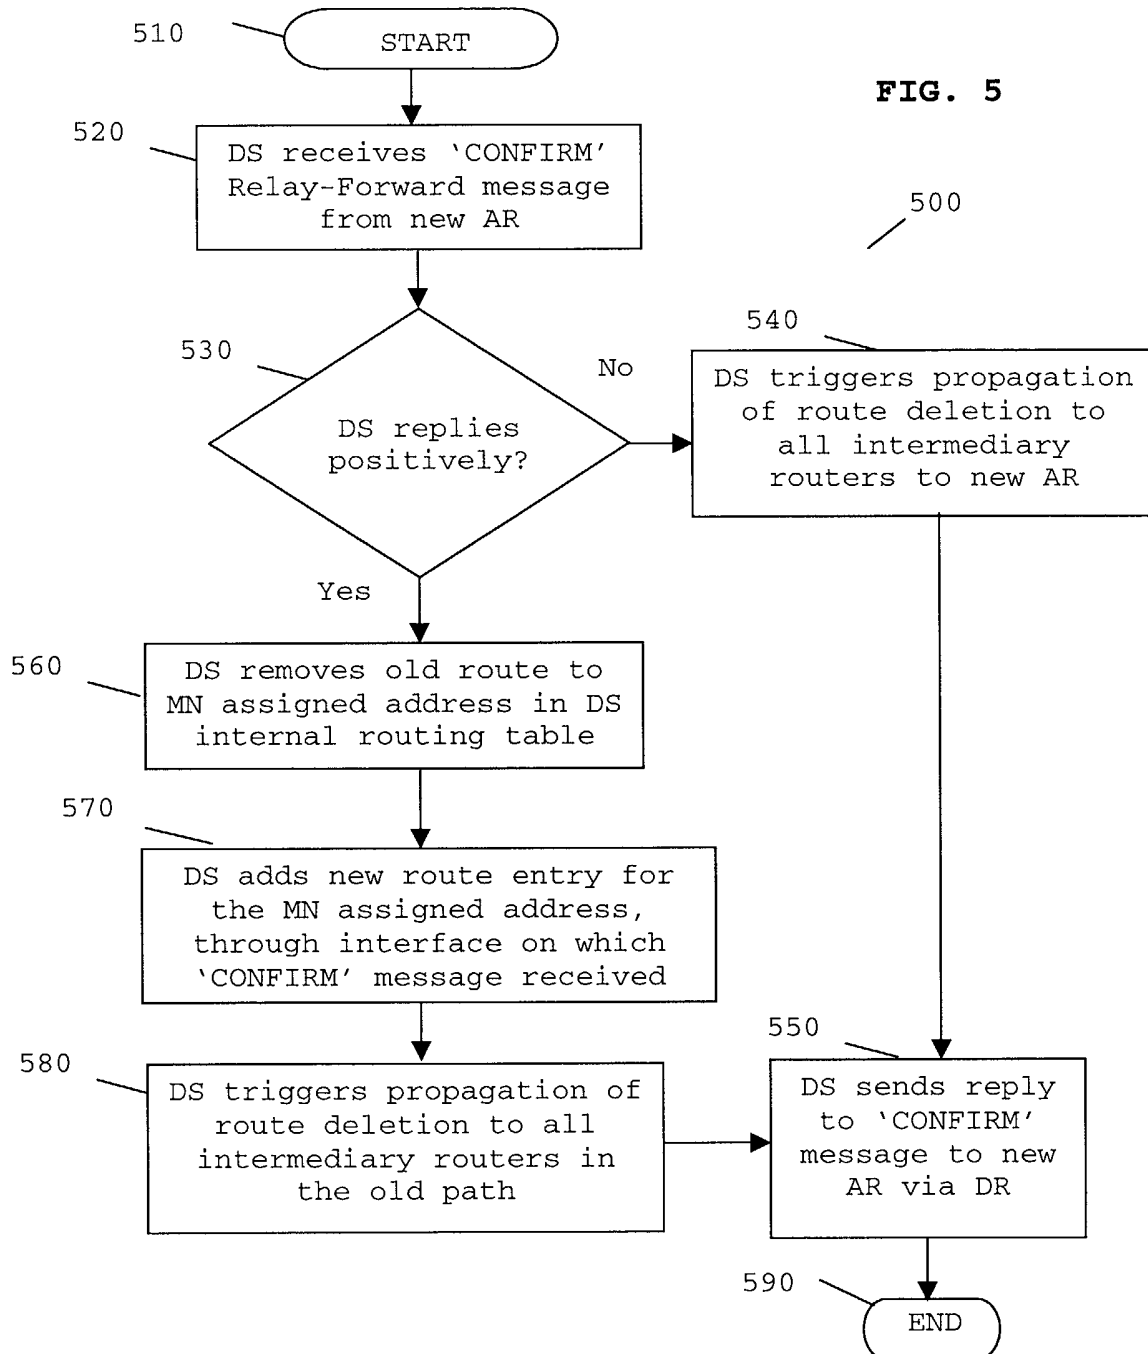 510
START
FIG. 5
520
DS receives ‘CONFIRM’
Relay-Forward message
from new AR
500
530
DS replies
positively?
No
540
DS triggers propagation
of route deletion to
all intermediary
routers to new AR
Yes
560
DS removes old route to
MN assigned address in DS
internal routing table
570
DS adds new route entry for
the MN assigned address,
through interface on which
‘CONFIRM’ message received
580
DS triggers propagation of
route deletion to all
intermediary routers in
the old path
550
DS sends reply
to ‘CONFIRM’
message to new
AR via DR
590
END